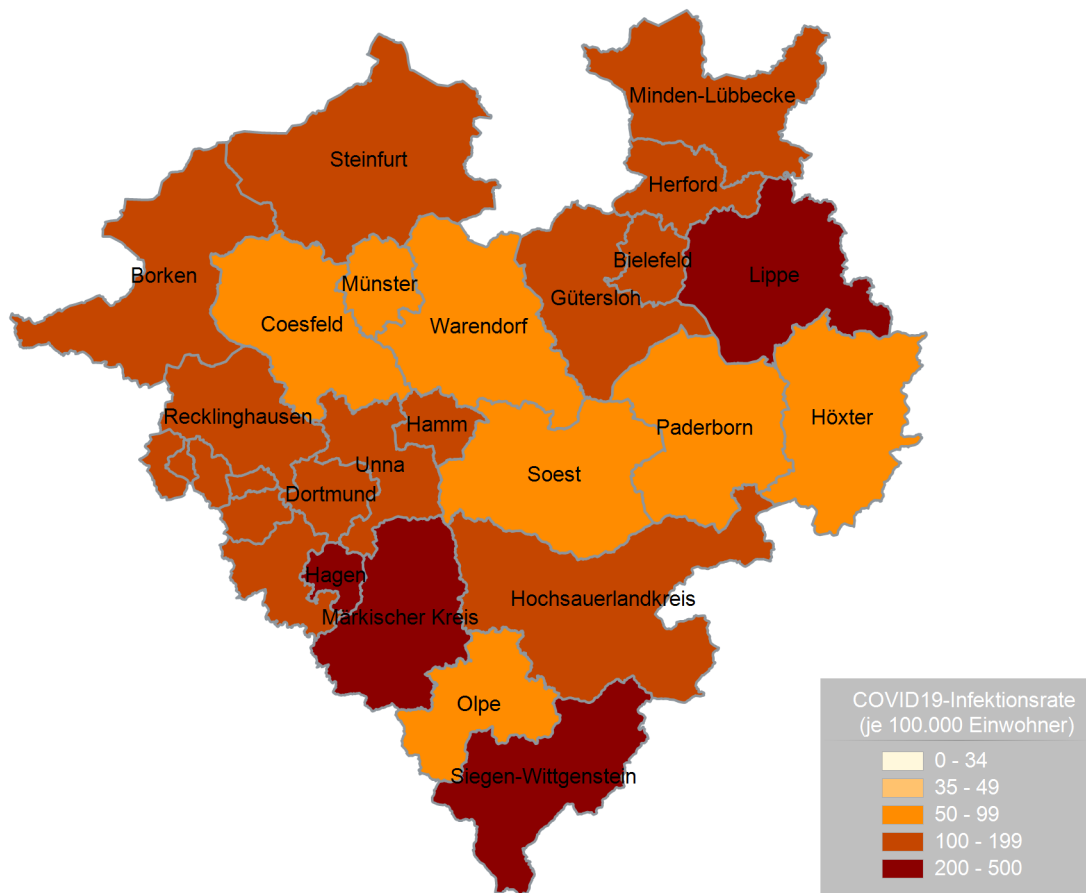 Minden-Lübbecke
Steinfurt
Herford
Bielefeld
Lippe
Borken
Münster
Gütersloh
Coesfeld
Warendorf
Recklinghausen
Hamm
Paderborn
Höxter
Unna
Soest
Dortmund
Hagen
Hochsauerlandkreis
Märkischer Kreis
Olpe
Siegen-Wittgenstein
COVID19-Infektionsrate
(je 100.000 Einwohner)
0 - 34
35 - 49
50 - 99
100 - 199
200 - 500